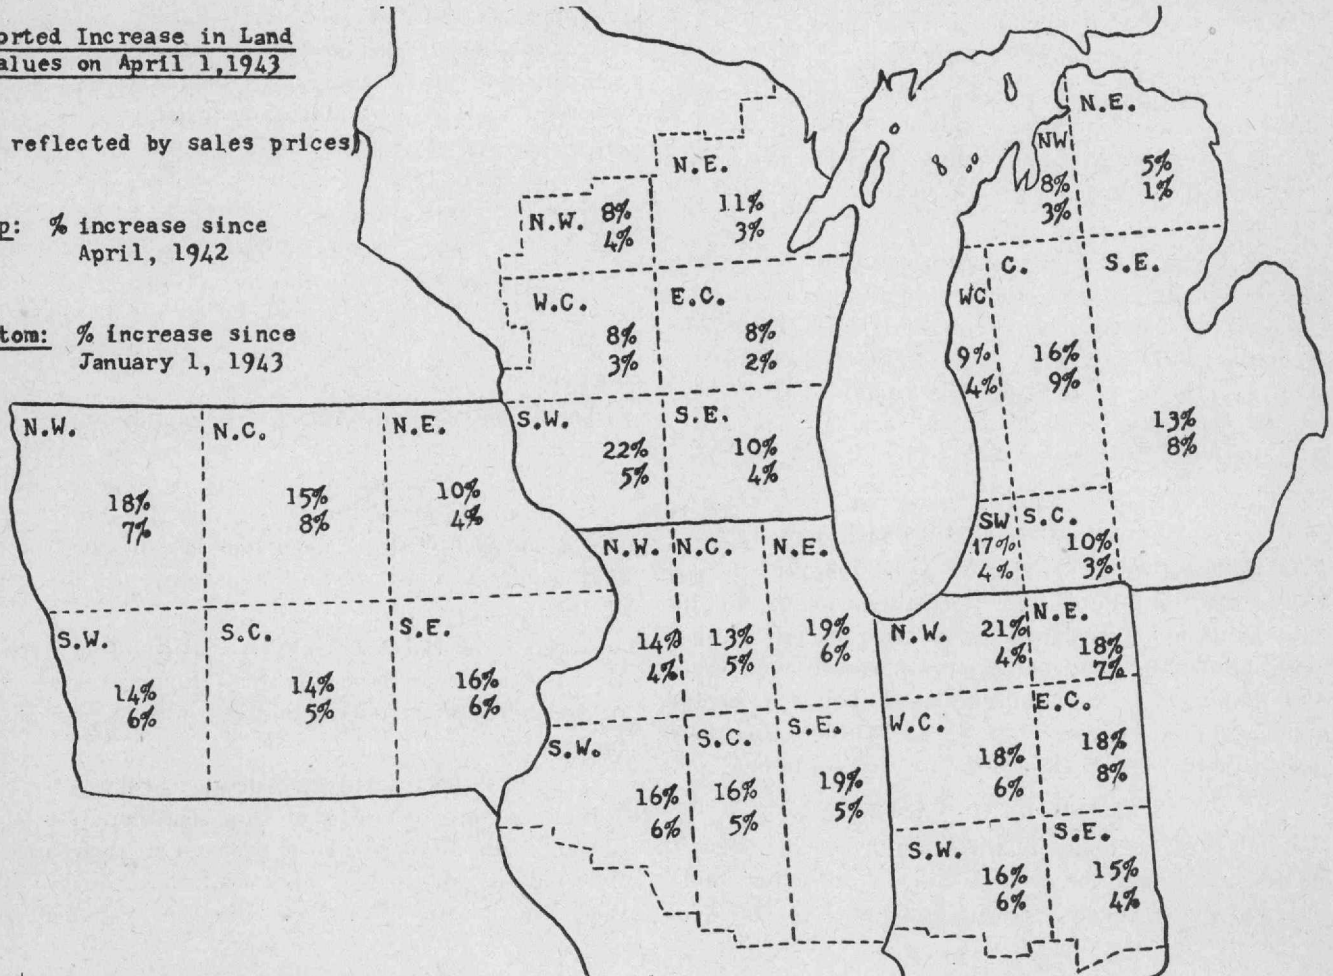 orted Increase in Land
alues on April 1,1943
reflected by sales prices)
p: % increase since
April, 1942
tom: % increase since
January 1, 1943
N.E.
5%
1%
NW
8%
3%
N.E.
11%
3%
N.W. 8%
4%
C.
S.E.
13%
8%
WC
9%
4%
16%
9%
W.C.
8%
3%
E.C.
8%
2%
S.W.
22%
5%
S.E.
10%
4%
N.W.
18%
7%
N.C.
15%
8%
N.E.
10%
4%
SW
17%
4%
S.C.
10%
3%
N.W.
14%
4%
N.C.
13%
5%
N.E.
19%
6%
S.W.
14%
6%
S.C.
14%
5%
S.E.
16%
6%
N.W. 21%
4%
N.E.
18%
7%
S.W.
16%
6%
S.C.
16%
5%
S.E.
19%
5%
W.C.
18%
6%
E.C.
18%
8%
S.W.
16%
6%
S.E.
15%
4%